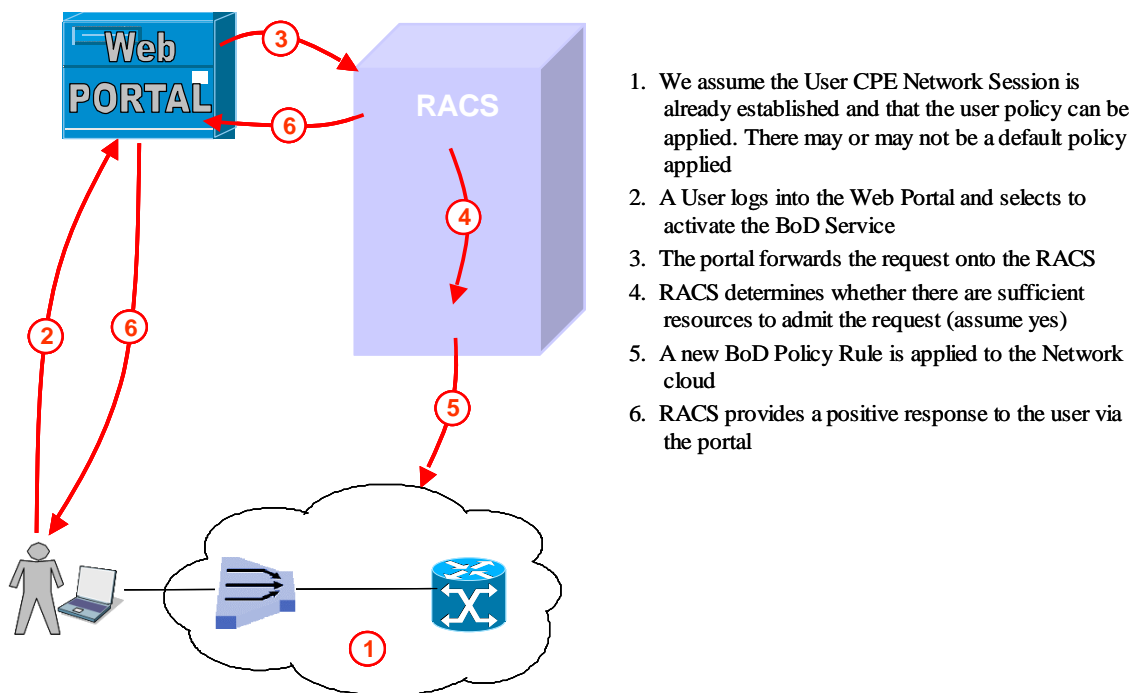 Web
PORTAL
3
6
RACS
4
2
6
5
1
1. We assume the User CPE Network Session is
already established and that the user policy can be
applied. There may or may not be a default policy
applied
2. A User logs into the Web Portal and selects to
activate the BoD Service
3. The portal forwards the request onto the RACS
4. RACS determines whether there are sufficient
resources to admit the request (assume yes)
5. A new BoD Policy Rule is applied to the Network
cloud
6. RACS provides a positive response to the user via
the portal